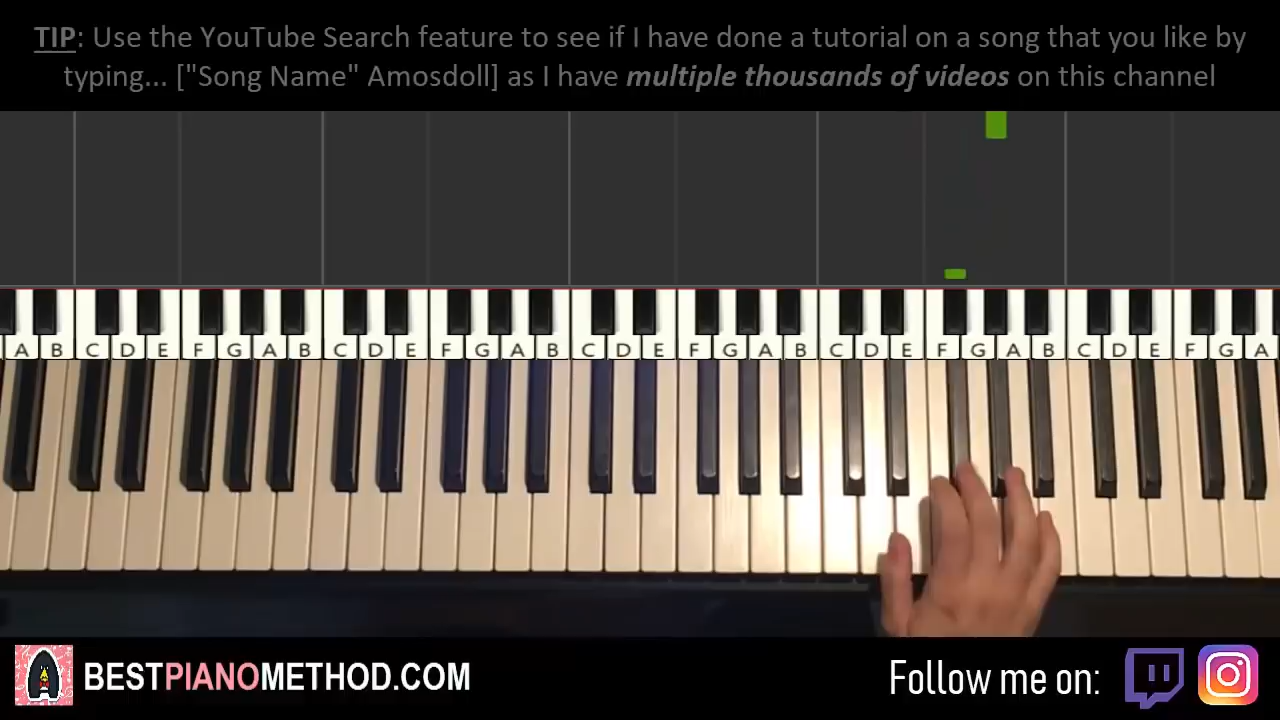 TIP: Use the YouTube Search feature to see if I have done a tutorial on a song that you like by
typing... ["Song Name" Amosdoll] as I have multiple thousands of videos on this channel
A B C D E F G A B C D E F G A B C D E F G A B C D E F G A B C D E F G A
BESTPIANOMETHOD.COM
Follow me on: